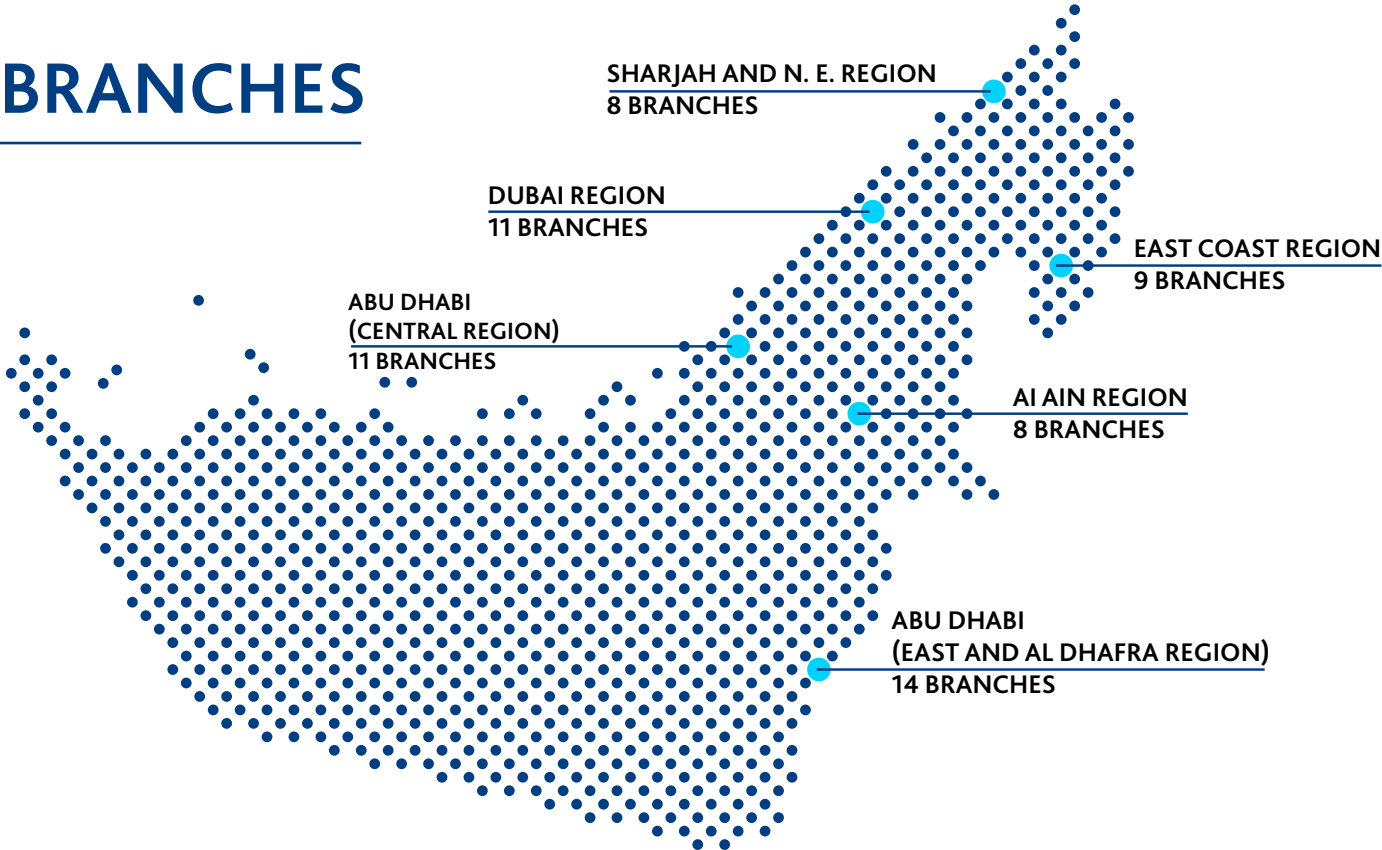 BRANCHES
SHARJAH AND N. E. REGION
8 BRANCHES
DUBAI REGION
11 BRANCHES
EAST COAST REGION
9 BRANCHES
ABU DHABI
(CENTRAL REGION)
11 BRANCHES
AI AIN REGION
8 BRANCHES
ABU DHABI
(EAST AND AL DHAFRA REGION)
14 BRANCHES